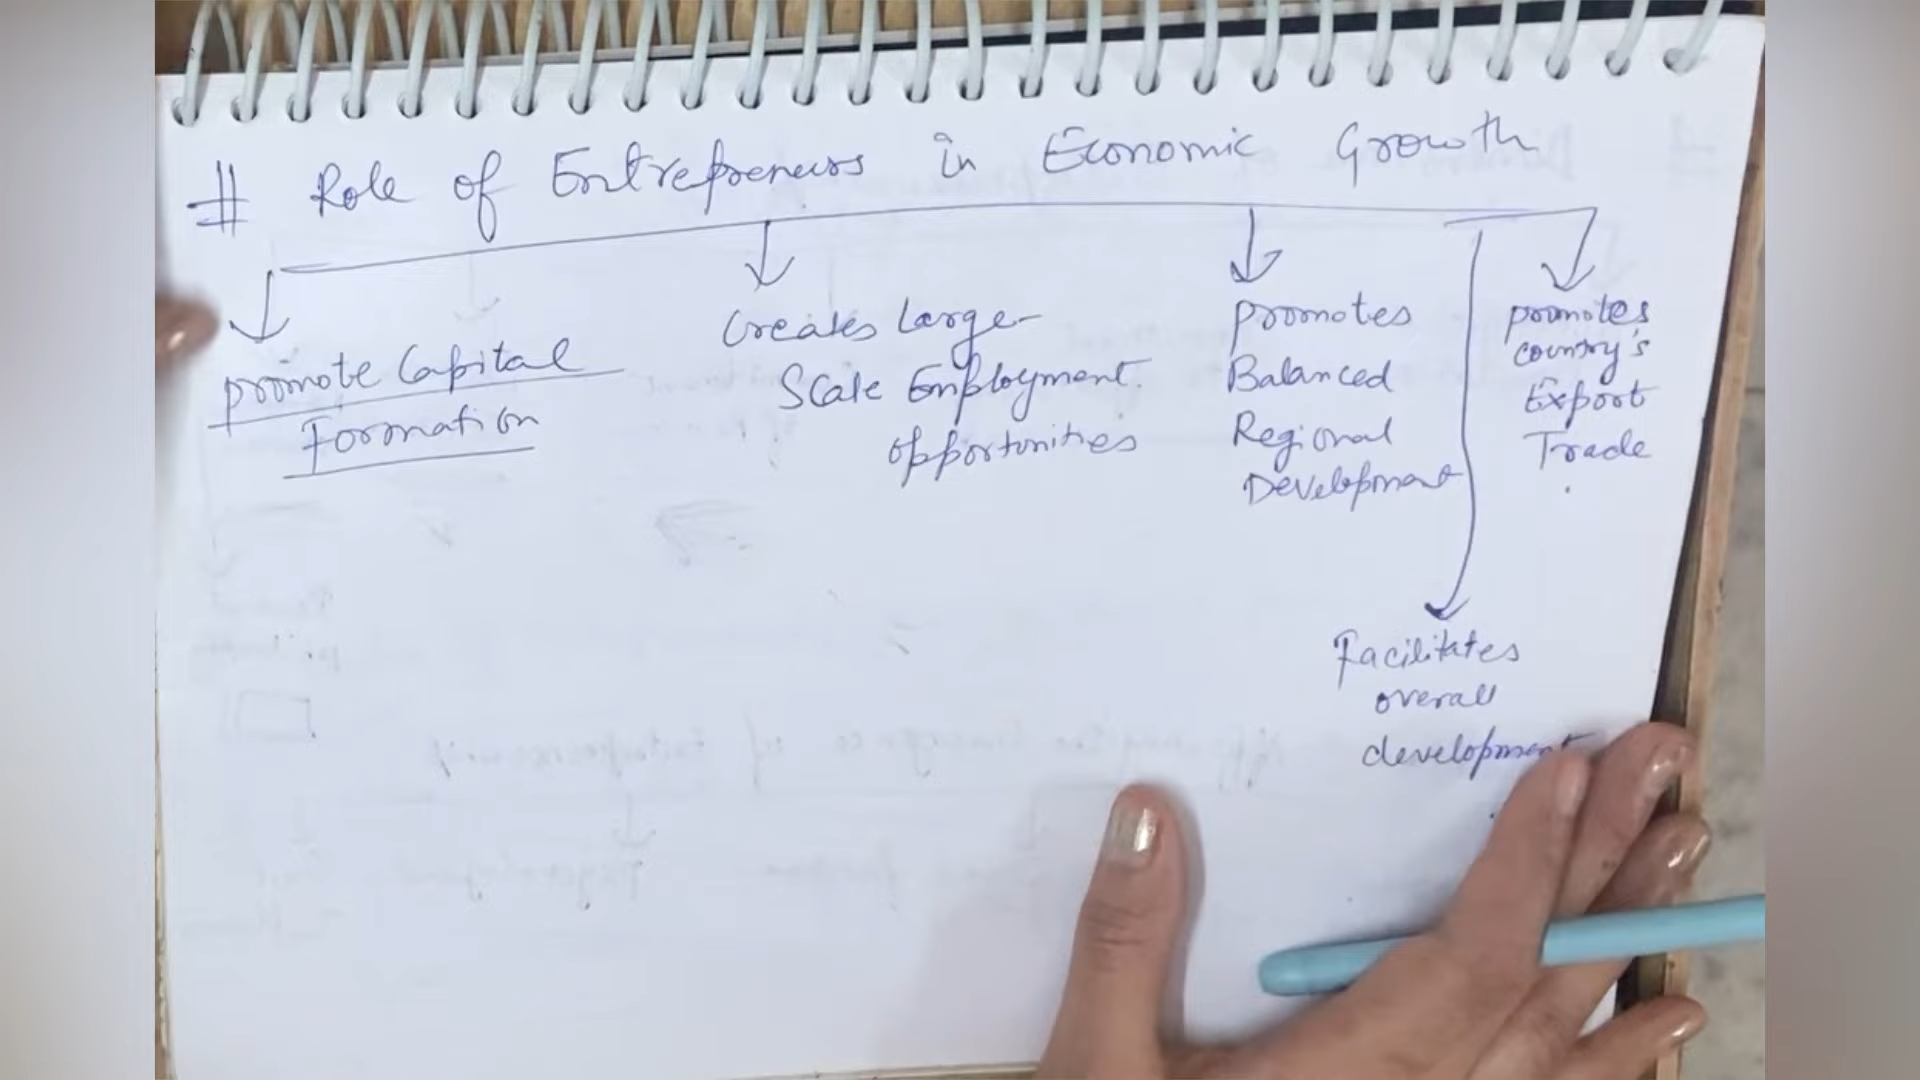 # Role of Entrepreneurs in Economic Growth
promote Capital
Formation
Creates Large-
Scale Employment.
opportunities
promotes
Balanced
Regional
Development
promotes
country's
Export
Trade
Facilitates
overall
development